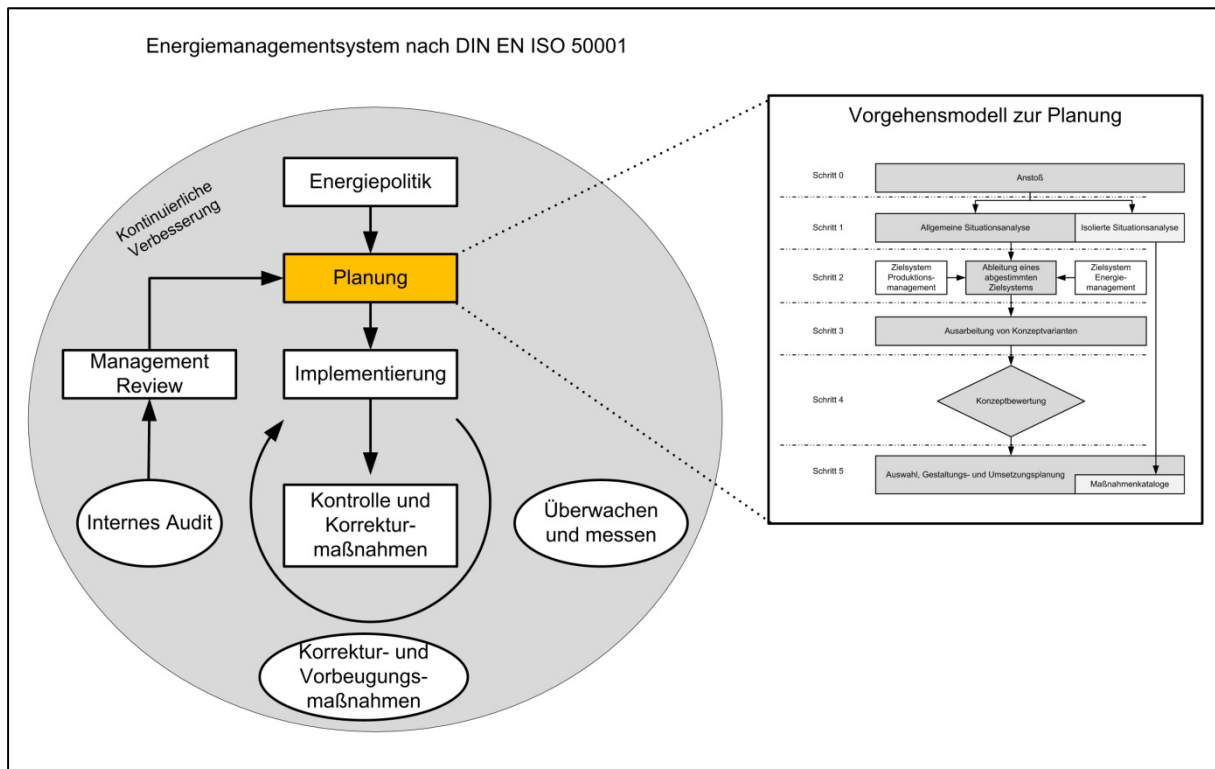 Energiemanagementsystem nach DIN EN ISO 50001
Kontinuierliche
Verbesserung
Energiepolitik
Planung
Management
Review
Implementierung
Internes Audit
Kontrolle und
Korrektur-
maßnahmen
Überwachen
und messen
Korrektur- und
Vorbeugungs-
maßnahmen
Vorgehensmodell zur Planung
Schritt 0
Anstoß
Schritt 1
Allgemeine Situationsanalyse
Isolierte Situationsanalyse
Schritt 2
Zielsystem
Produktions-
management
Ableitung eines
abgestimmten
Zielsystems
Zielsystem
Energie-
management
Schritt 3
Ausarbeitung von Konzeptvarianten
Schritt 4
Konzeptbewertung
Schritt 5
Auswahl, Gestaltungs- und Umsetzungsplanung
Maßnahmenkataloge